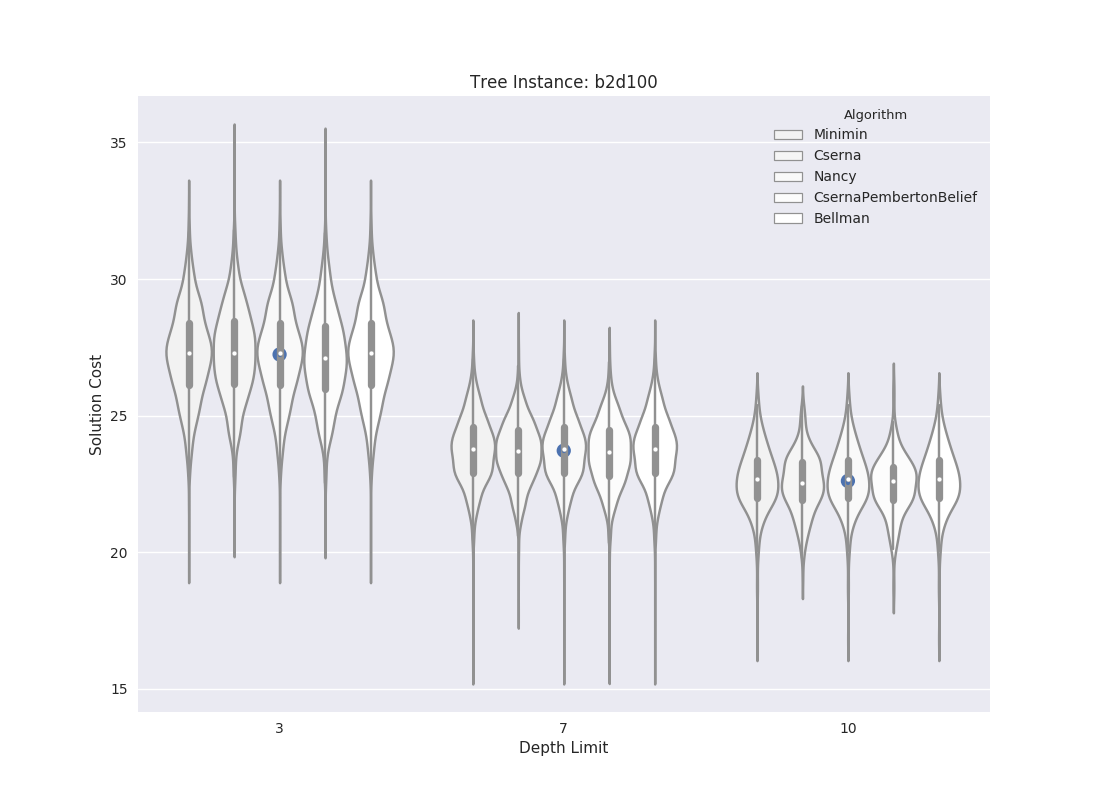 Tree Instance: b2d100
Algorithm
Minimin
Cserna
Nancy
CsernaPembertonBelief
Bellman
35
30
25
20
15
Solution Cost
3
7
10
Depth Limit